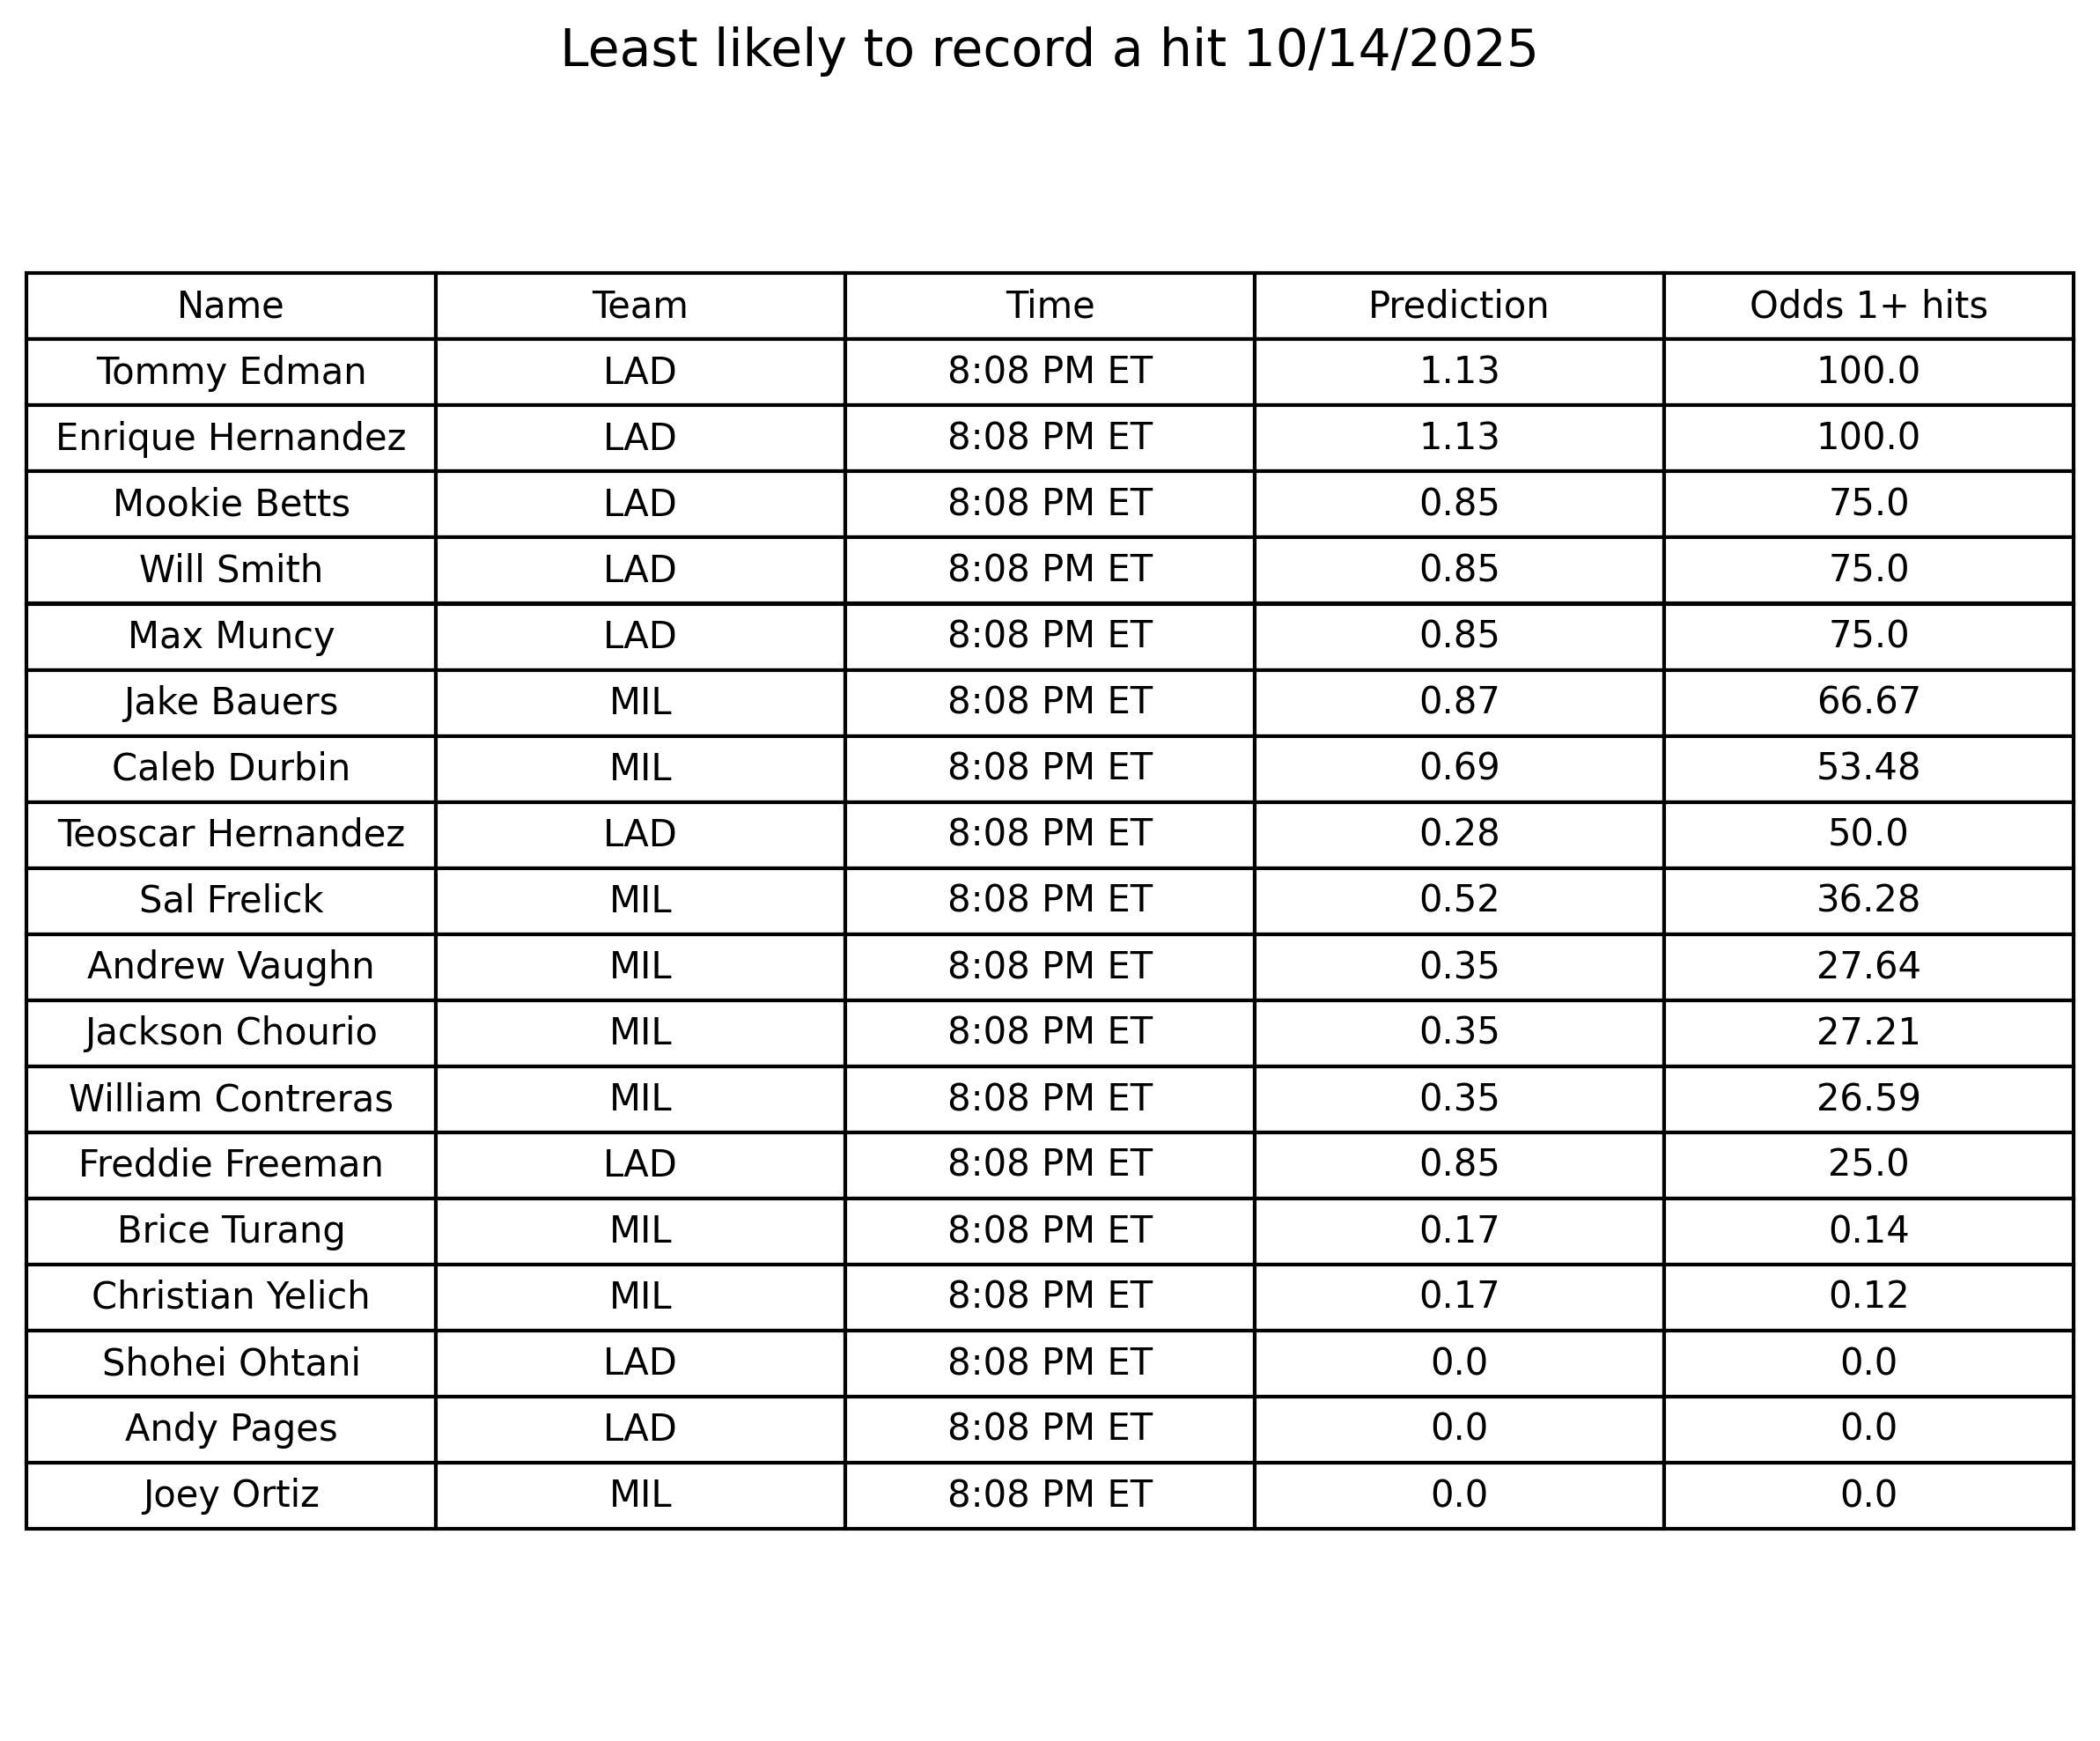 Least likely to record a hit 10/14/2025
Name Team Time Prediction Odds 1+ hits
Tommy Edman LAD 8:08 PM ET 1.13 100.0
Enrique Hernandez LAD 8:08 PM ET 1.13 100.0
Mookie Betts LAD 8:08 PM ET 0.85 75.0
Will Smith LAD 8:08 PM ET 0.85 75.0
Max Muncy LAD 8:08 PM ET 0.85 75.0
Jake Bauers MIL 8:08 PM ET 0.87 66.67
Caleb Durbin MIL 8:08 PM ET 0.69 53.48
Teoscar Hernandez LAD 8:08 PM ET 0.28 50.0
Sal Frelick MIL 8:08 PM ET 0.52 36.28
Andrew Vaughn MIL 8:08 PM ET 0.35 27.64
Jackson Chourio MIL 8:08 PM ET 0.35 27.21
William Contreras MIL 8:08 PM ET 0.35 26.59
Freddie Freeman LAD 8:08 PM ET 0.85 25.0
Brice Turang MIL 8:08 PM ET 0.17 0.14
Christian Yelich MIL 8:08 PM ET 0.17 0.12
Shohei Ohtani LAD 8:08 PM ET 0.0 0.0
Andy Pages LAD 8:08 PM ET 0.0 0.0
Joey Ortiz MIL 8:08 PM ET 0.0 0.0